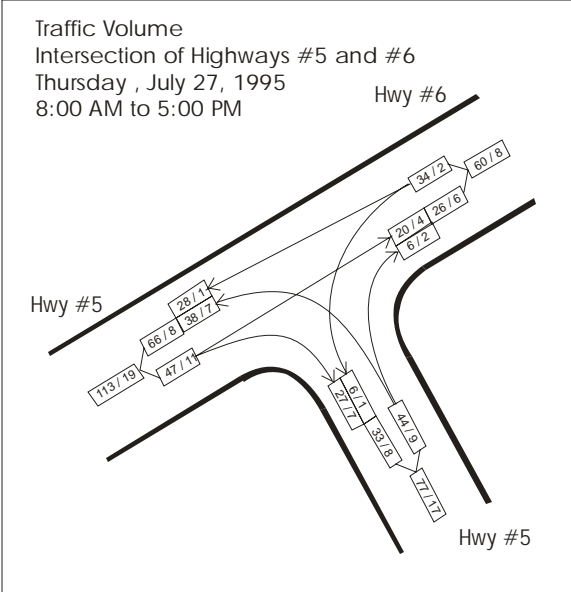 Traffic Volume
Intersection of Highways #5 and #6
Thursday , July 27, 1995
8:00 AM to 5:00 PM
Hwy #6
60 / 8
34 / 2
26 / 6
20 / 4
6 / 2
Hwy #5
28 / 1
38 / 7
66 / 8
47 / 11
113 / 19
6 / 1
27 / 7
33 / 8
44 / 9
77 / 17
Hwy #5